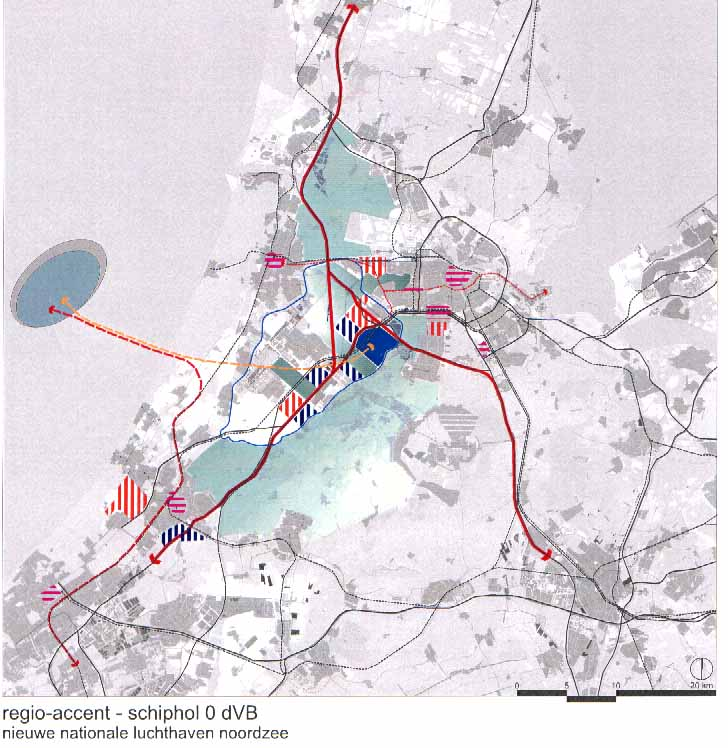 0 5 10 20 km
regio-accent - schiphol 0 dVB
nieuwe nationale luchthaven noordzee